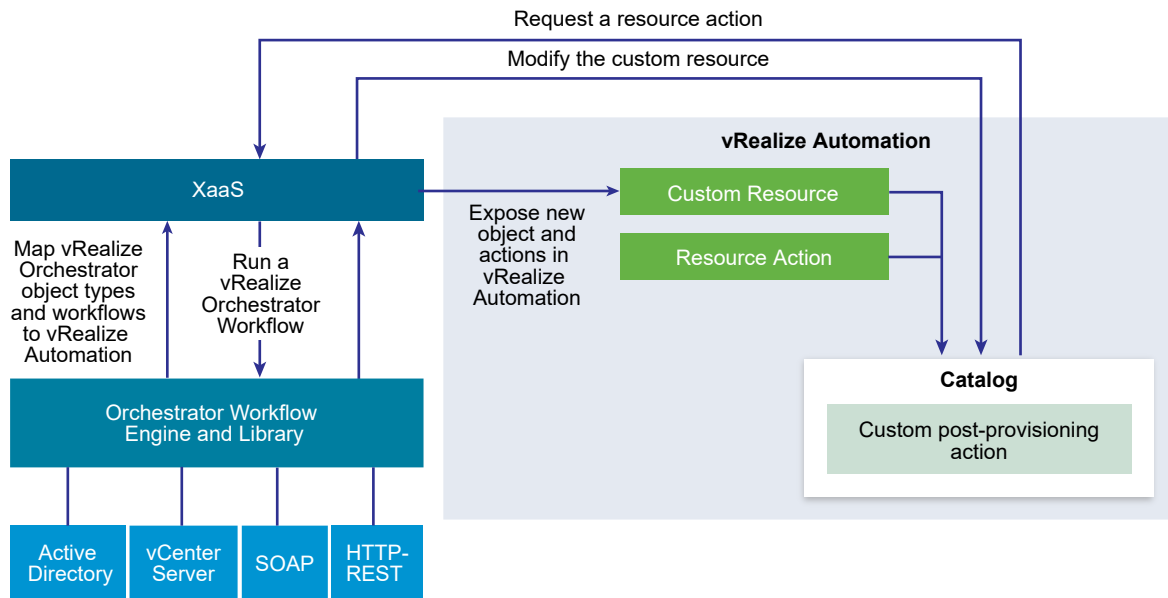 Request a resource action
Modify the custom resource
vRealize Automation
XaaS
Custom Resource
Expose new
object and
actions in
vRealize
Automation
Resource Action
Map vRealize
Orchestrator
object types
and workflows
to vRealize
Automation
Run a
vRealize
Orchestrator
Workflow
Catalog
Custom post-provisioning
action
Orchestrator Workflow
Engine and Library
Active
Directory
vCenter
Server
SOAP
HTTP-
REST